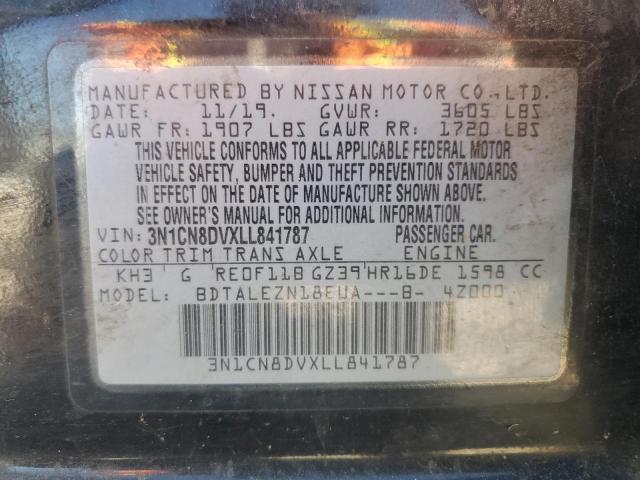 MANUFACTURED BY NISSAN MOTOR CO., LTD.
DATE: 11/19. GVWR: 3605 LBS
GAWR FR: 1907 LBS GAWR RR: 1720 LBS
THIS VEHICLE CONFORMS TO ALL APPLICABLE FEDERAL MOTOR
VEHICLE SAFETY, BUMPER AND THEFT PREVENTION STANDARDS
IN EFFECT ON THE DATE OF MANUFACTURE SHOWN ABOVE.
SEE OWNER'S MANUAL FOR ADDITIONAL INFORMATION.
VIN: 3N1CN8DVXLL841787 PASSENGER CAR.
COLOR TRIM TRANS AXLE ENGINE
KH3 G RE0F11B GZ39 HR16DE 1598 CC
MODEL: BDTALEZN18EUA---B- 4Z000
3N1CN8DVXLL841787